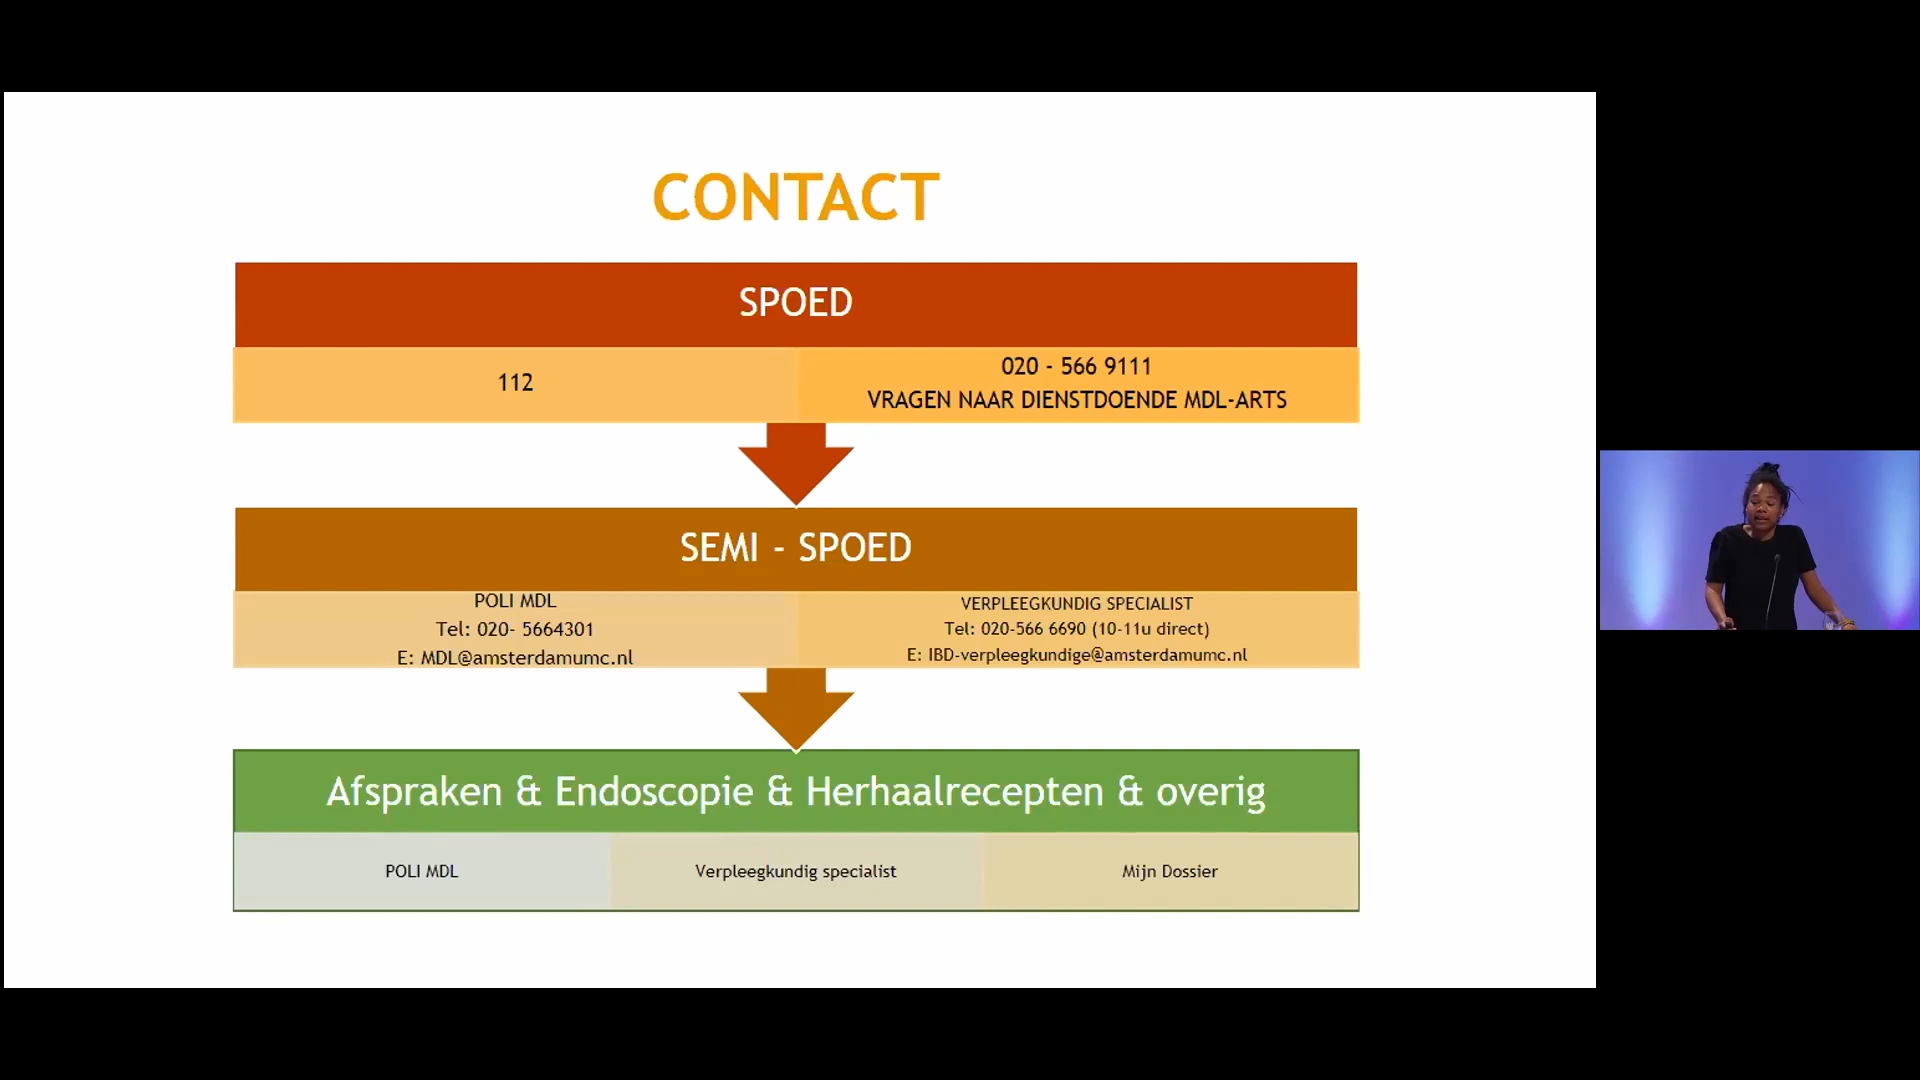 CONTACT
SPOED
112
020 - 566 9111
VRAGEN NAAR DIENSTDOENDE MDL-ARTS
SEMI - SPOED
POLI MDL
Tel: 020- 5664301
E: MDL@amsterdamumc.nl
VERPLEEGKUNDIG SPECIALIST
Tel: 020-566 6690 (10-11u direct)
E: IBD-verpleegkundige@amsterdamumc.nl
Afspraken & Endoscopie & Herhaalrecepten & overig
POLI MDL
Verpleegkundig specialist
Mijn Dossier